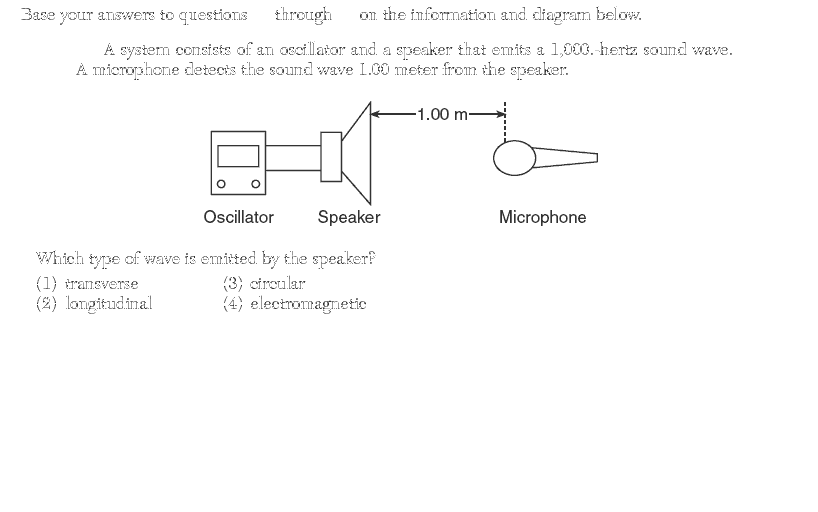 Base your answers to questions through on the information and diagram below.
A system consists of an oscillator and a speaker that emits a 1,000.-hertz sound wave.
A microphone detects the sound wave 1.00 meter from the speaker.
1.00 m
Oscillator Speaker Microphone
Which type of wave is emitted by the speaker?
(1) transverse (3) circular
(2) longitudinal (4) electromagnetic